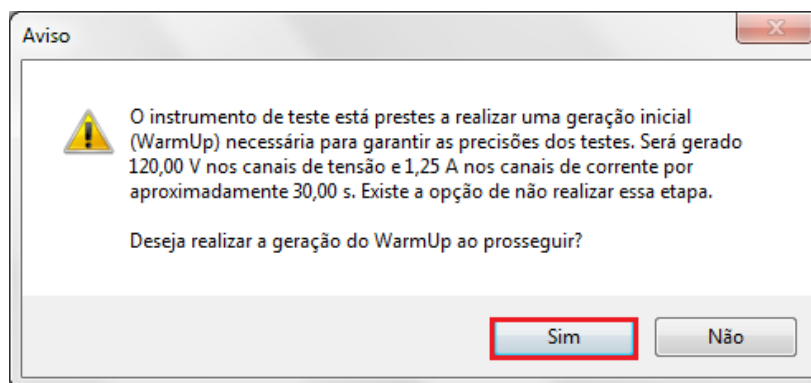 Aviso
O instrumento de teste está prestes a realizar uma geração inicial
(WarmUp) necessária para garantir as precisões dos testes. Será gerado
120,00 V nos canais de tensão e 1,25 A nos canais de corrente por
aproximadamente 30,00 s. Existe a opção de não realizar essa etapa.
Deseja realizar a geração do WarmUp ao prosseguir?
Sim
Não